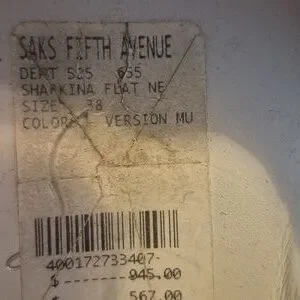 SAKS FIFTH AVENUE
DEPT 525 655
SHARKINA FLAT NE
SIZE 38
COLOR VERSION MU
400172733407
$ ------- 945.00
567.00